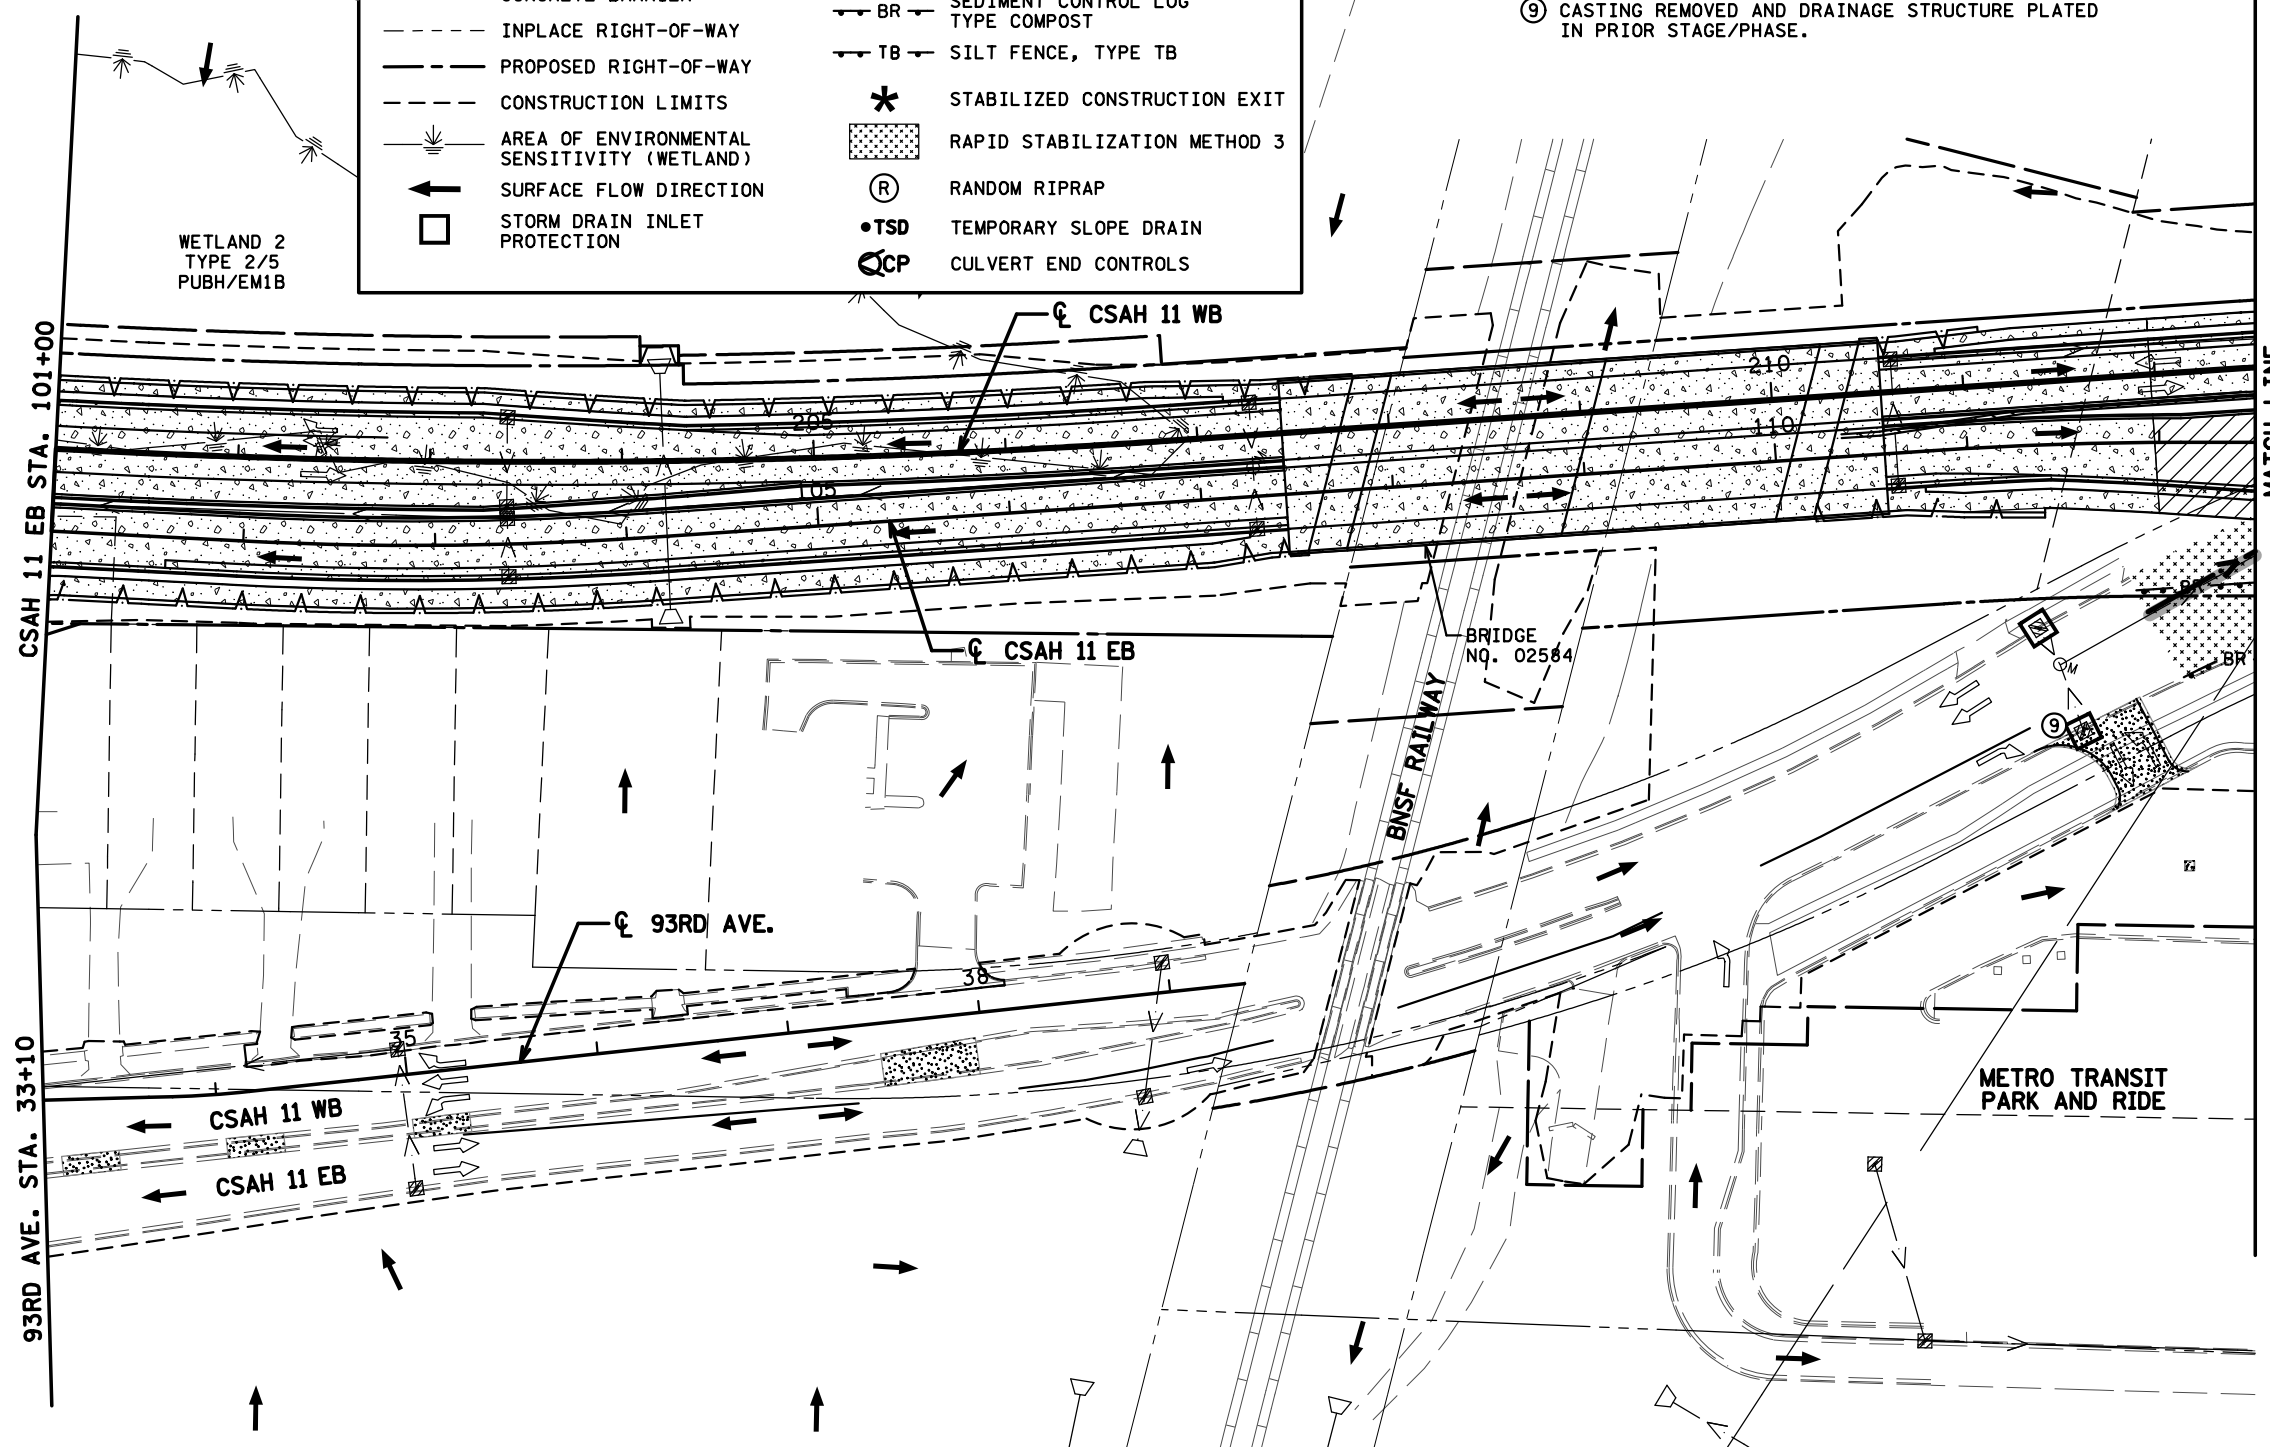 INPLACE RIGHT-OF-WAY
PROPOSED RIGHT-OF-WAY
CONSTRUCTION LIMITS
AREA OF ENVIRONMENTAL
SENSITIVITY (WETLAND)
SURFACE FLOW DIRECTION
STORM DRAIN INLET
PROTECTION
BR
SEDIMENT CONTROL LOG
TYPE COMPOST
TB
SILT FENCE, TYPE TB
STABILIZED CONSTRUCTION EXIT
RAPID STABILIZATION METHOD 3
R
RANDOM RIPRAP
TSD
TEMPORARY SLOPE DRAIN
CP
CULVERT END CONTROLS
9 CASTING REMOVED AND DRAINAGE STRUCTURE PLATED
IN PRIOR STAGE/PHASE.
WETLAND 2
TYPE 2/5
PUBH/EM1B
CSAH 11 EB STA. 101+00
℄ CSAH 11 WB
205
105
210
110
MATCH LINE
℄ CSAH 11 EB
BRIDGE
NO. 02584
BR
M
BR
9
BNSF RAILWAY
℄ 93RD AVE.
35
38
CSAH 11 WB
CSAH 11 EB
93RD AVE. STA. 33+10
METRO TRANSIT
PARK AND RIDE